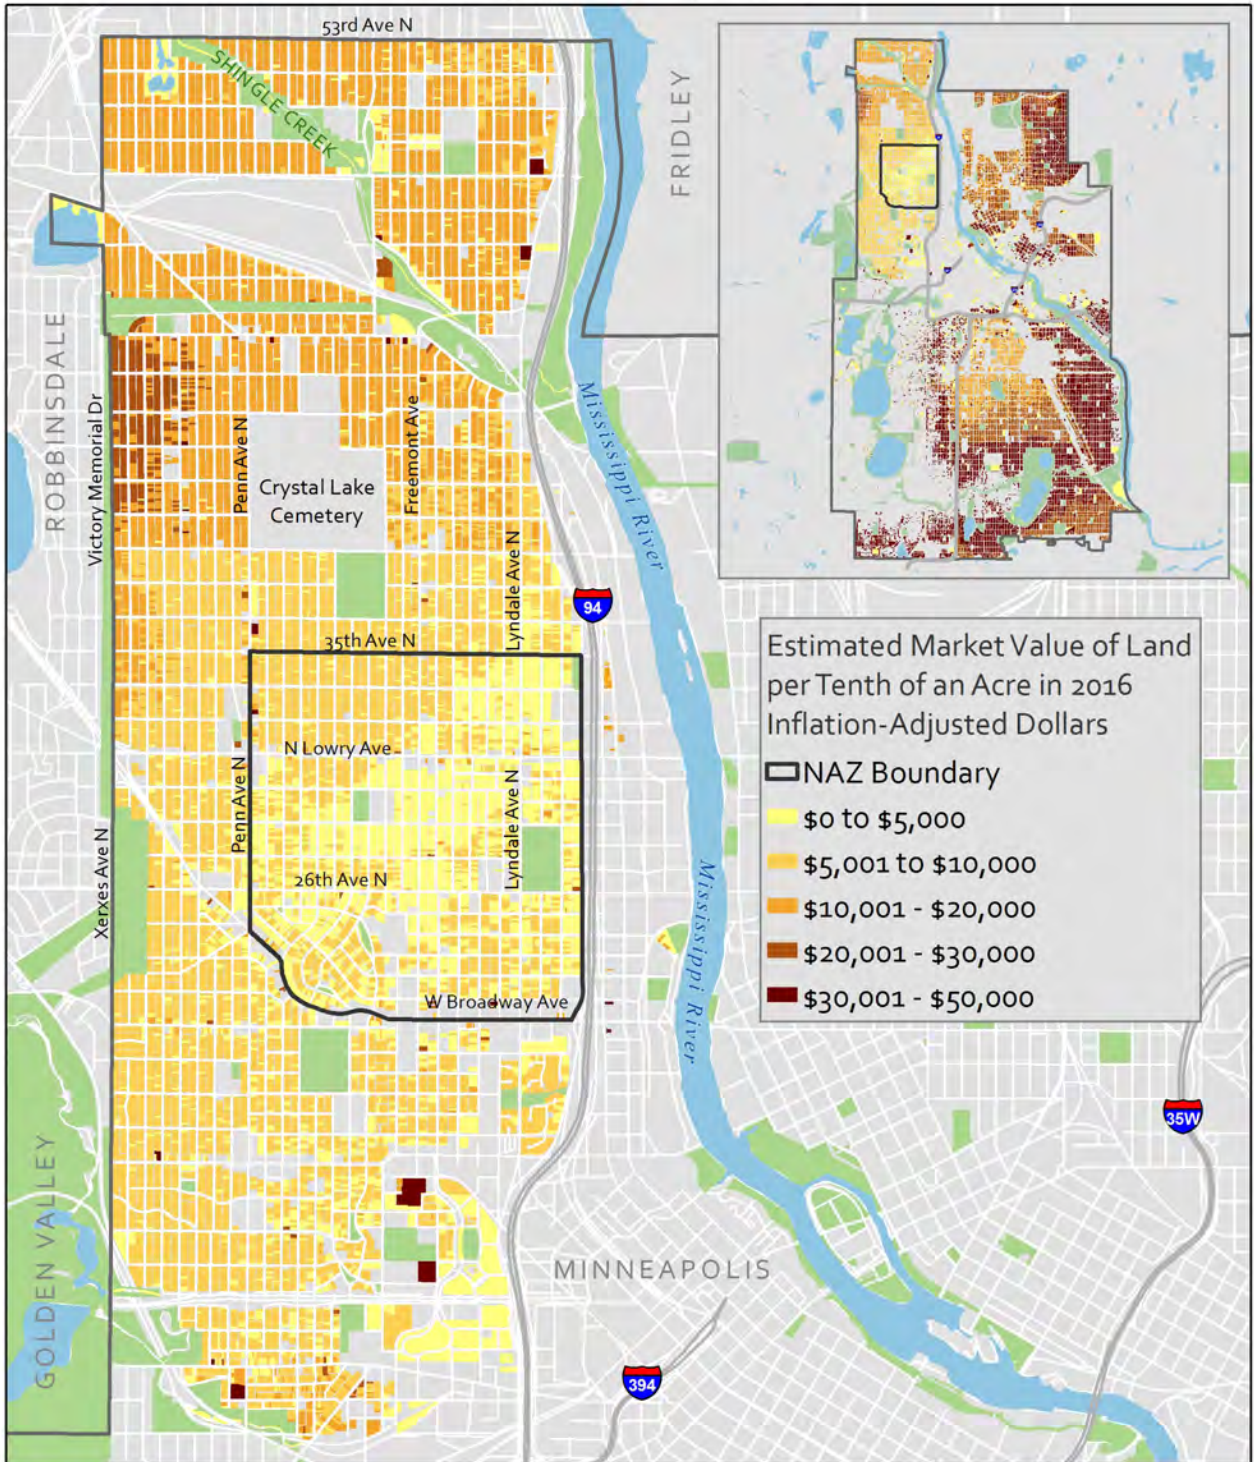 53rd Ave N
SHINGLE CREEK
FRIDLEY
ROBBINSDALE
Victory Memorial Dr
Penn Ave N
Freemont Ave
Crystal Lake
Cemetery
Mississippi River
Lyndale Ave N
94
35th Ave N
N Lowry Ave
Penn Ave N
Lyndale Ave N
Xerxes Ave N
26th Ave N
W Broadway Ave
Mississippi River
Estimated Market Value of Land
per Tenth of an Acre in 2016
Inflation-Adjusted Dollars
NAZ Boundary
$0 to $5,000
$5,001 to $10,000
$10,001 - $20,000
$20,001 - $30,000
$30,001 - $50,000
35W
GOLDEN VALLEY
MINNEAPOLIS
394